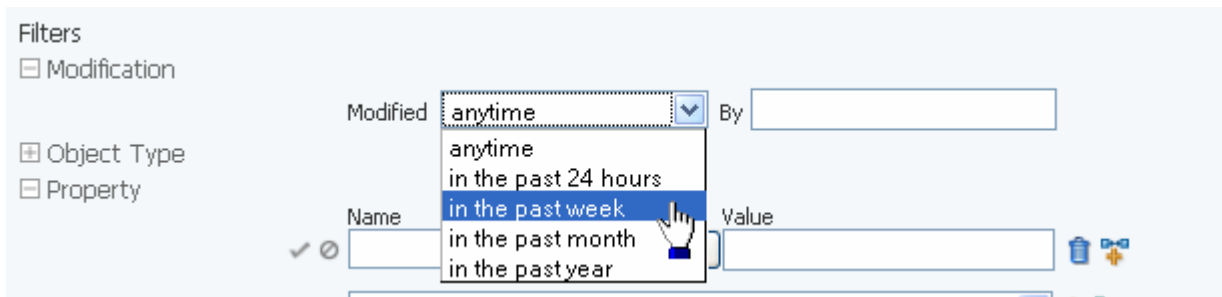 Filters
Modification
Modified anytime By
anytime
Object Type
in the past 24 hours
Property
in the past week
Name Value
in the past month
in the past year